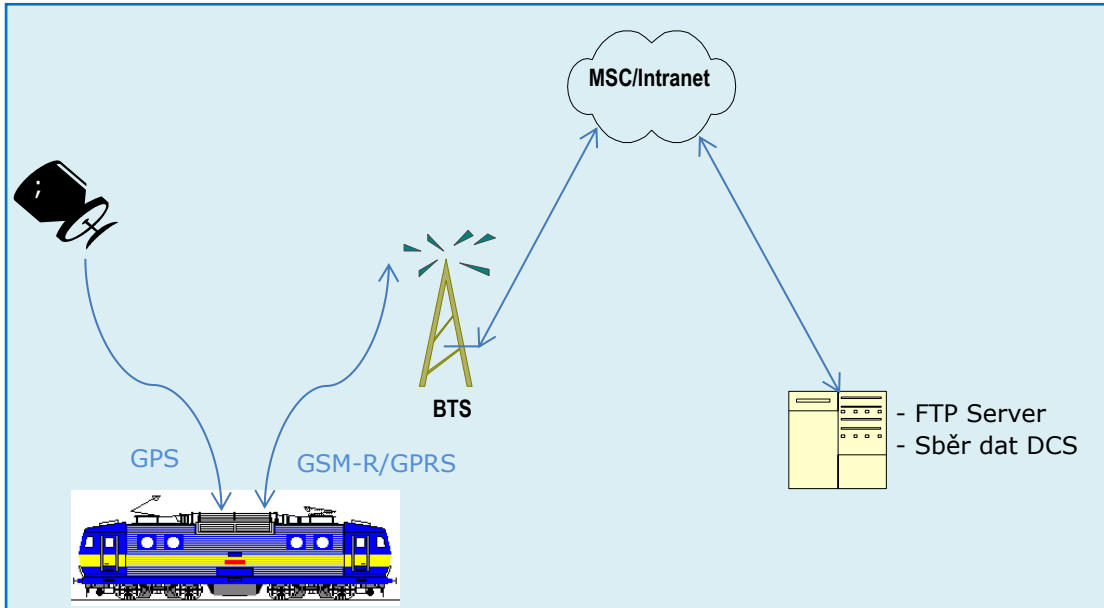 MSC/Intranet
;
BTS
- FTP Server
- Sběr dat DCS
GPS
GSM-R/GPRS